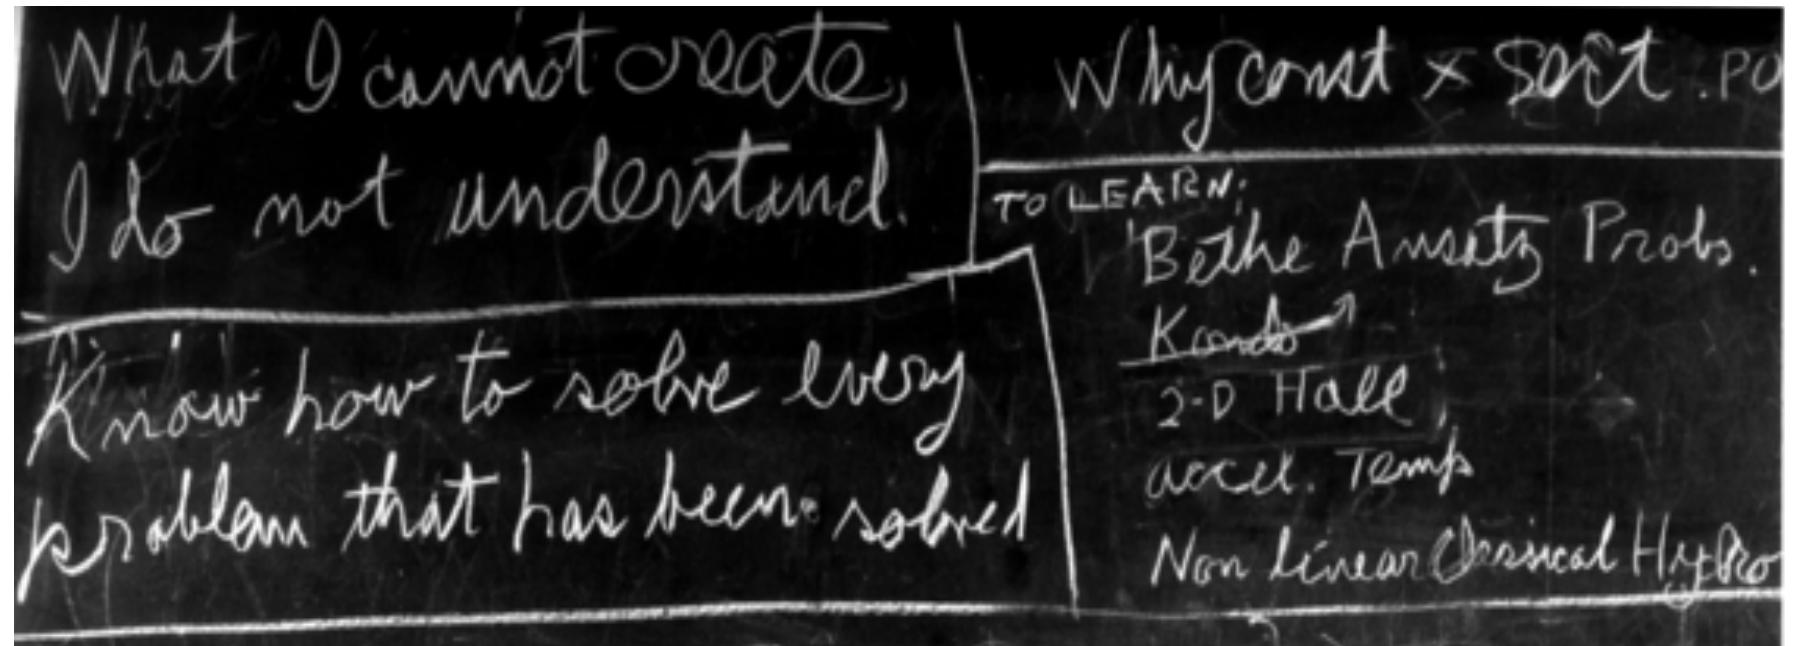 What I cannot create,
I do not understand.
Know how to solve every
problem that has been solved
Why const × sort . PO
TO LEARN:
Bethe Ansatz Probs.
Kondo
2-D Hall
accel. Temp
Non linear Classical Hydro